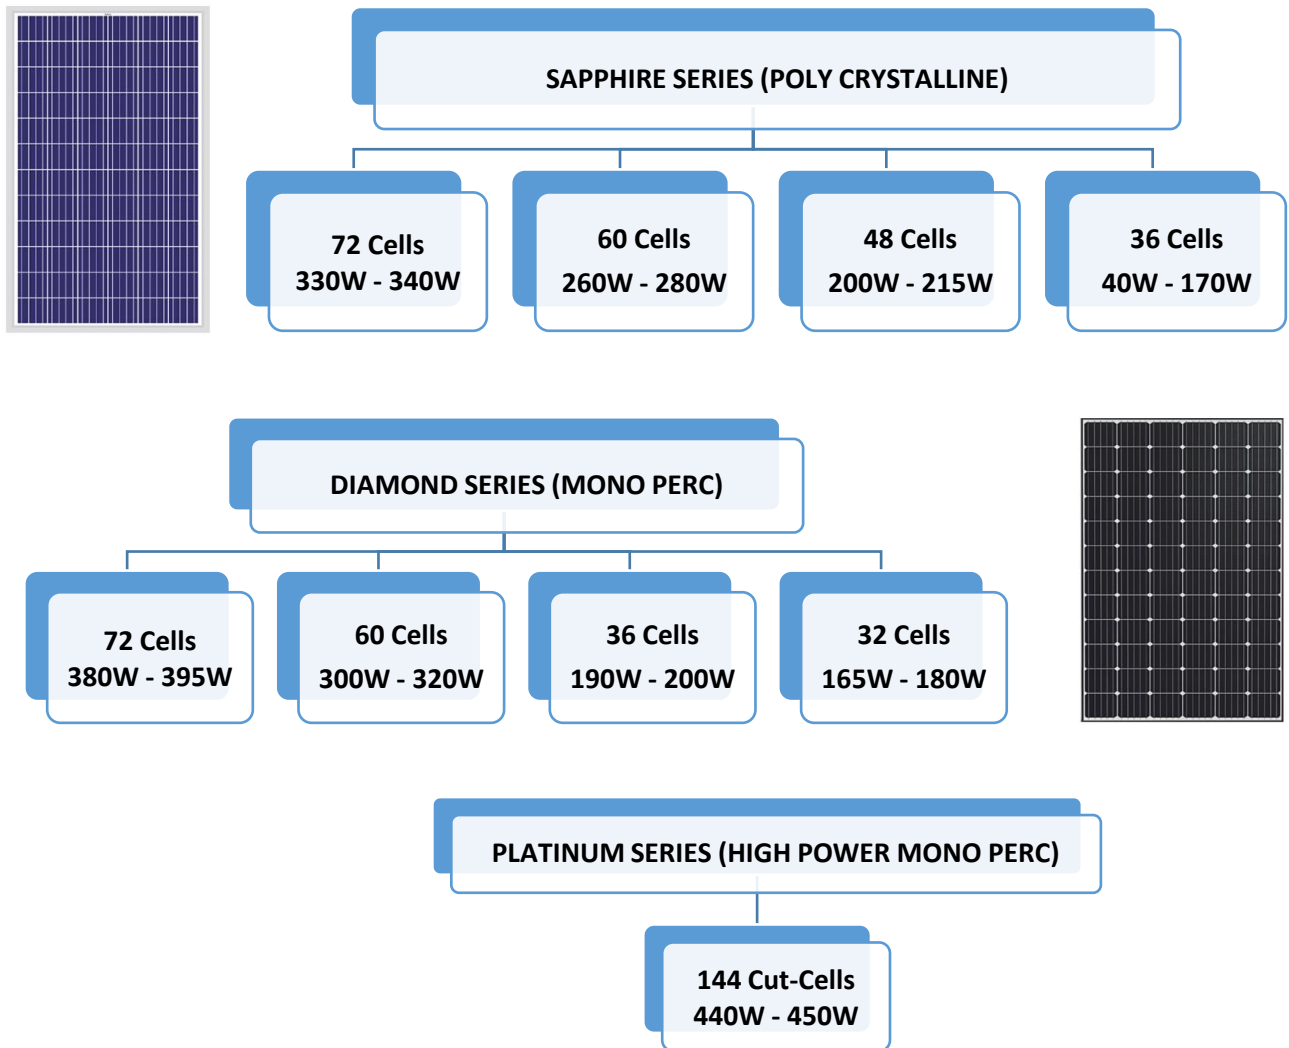 SAPPHIRE SERIES (POLY CRYSTALLINE)
72 Cells
330W - 340W
60 Cells
260W - 280W
48 Cells
200W - 215W
36 Cells
40W - 170W
DIAMOND SERIES (MONO PERC)
72 Cells
380W - 395W
60 Cells
300W - 320W
36 Cells
190W - 200W
32 Cells
165W - 180W
PLATINUM SERIES (HIGH POWER MONO PERC)
144 Cut-Cells
440W - 450W